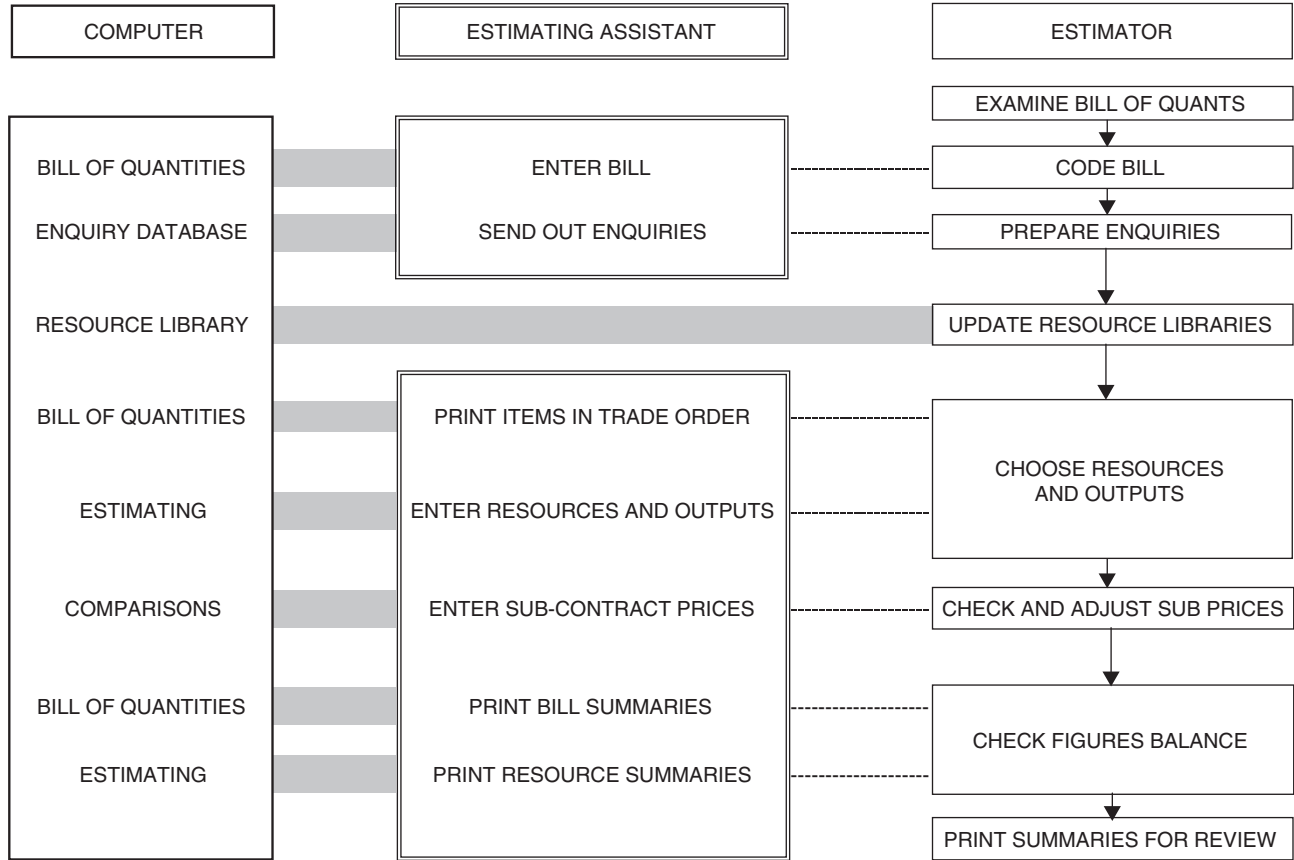 COMPUTER
ESTIMATING ASSISTANT
ESTIMATOR
EXAMINE BILL OF QUANTS
BILL OF QUANTITIES
ENTER BILL
CODE BILL
ENQUIRY DATABASE
SEND OUT ENQUIRIES
PREPARE ENQUIRIES
RESOURCE LIBRARY
UPDATE RESOURCE LIBRARIES
BILL OF QUANTITIES
PRINT ITEMS IN TRADE ORDER
CHOOSE RESOURCES
AND OUTPUTS
ESTIMATING
ENTER RESOURCES AND OUTPUTS
COMPARISONS
ENTER SUB-CONTRACT PRICES
CHECK AND ADJUST SUB PRICES
BILL OF QUANTITIES
PRINT BILL SUMMARIES
CHECK FIGURES BALANCE
ESTIMATING
PRINT RESOURCE SUMMARIES
PRINT SUMMARIES FOR REVIEW